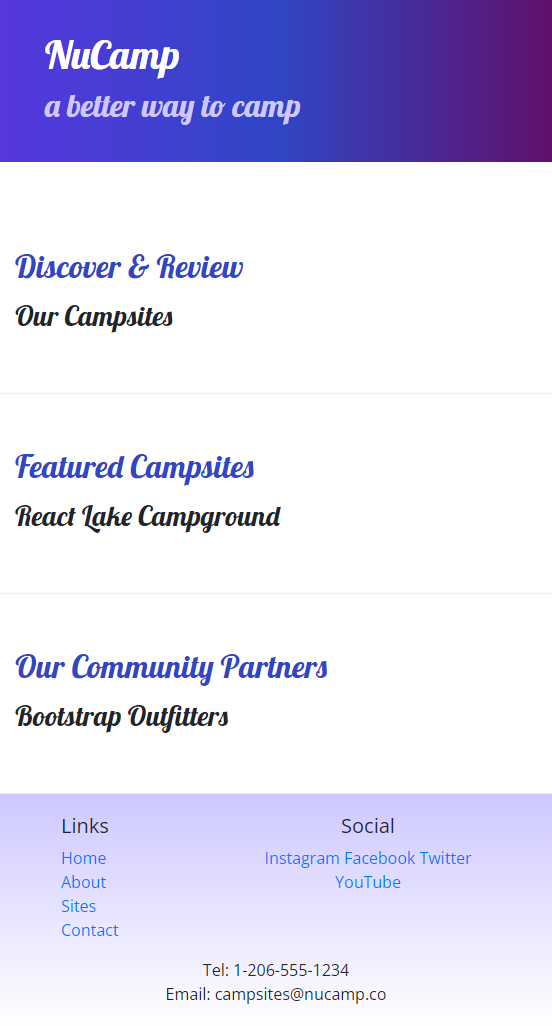 NuCamp
a better way to camp
Discover & Review
Our Campsites
Featured Campsites
React Lake Campground
Our Community Partners
Bootstrap Outfitters
Links
Home
About
Sites
Contact
Social
Instagram Facebook Twitter
YouTube
Tel: 1-206-555-1234
Email: campsites@nucamp.co